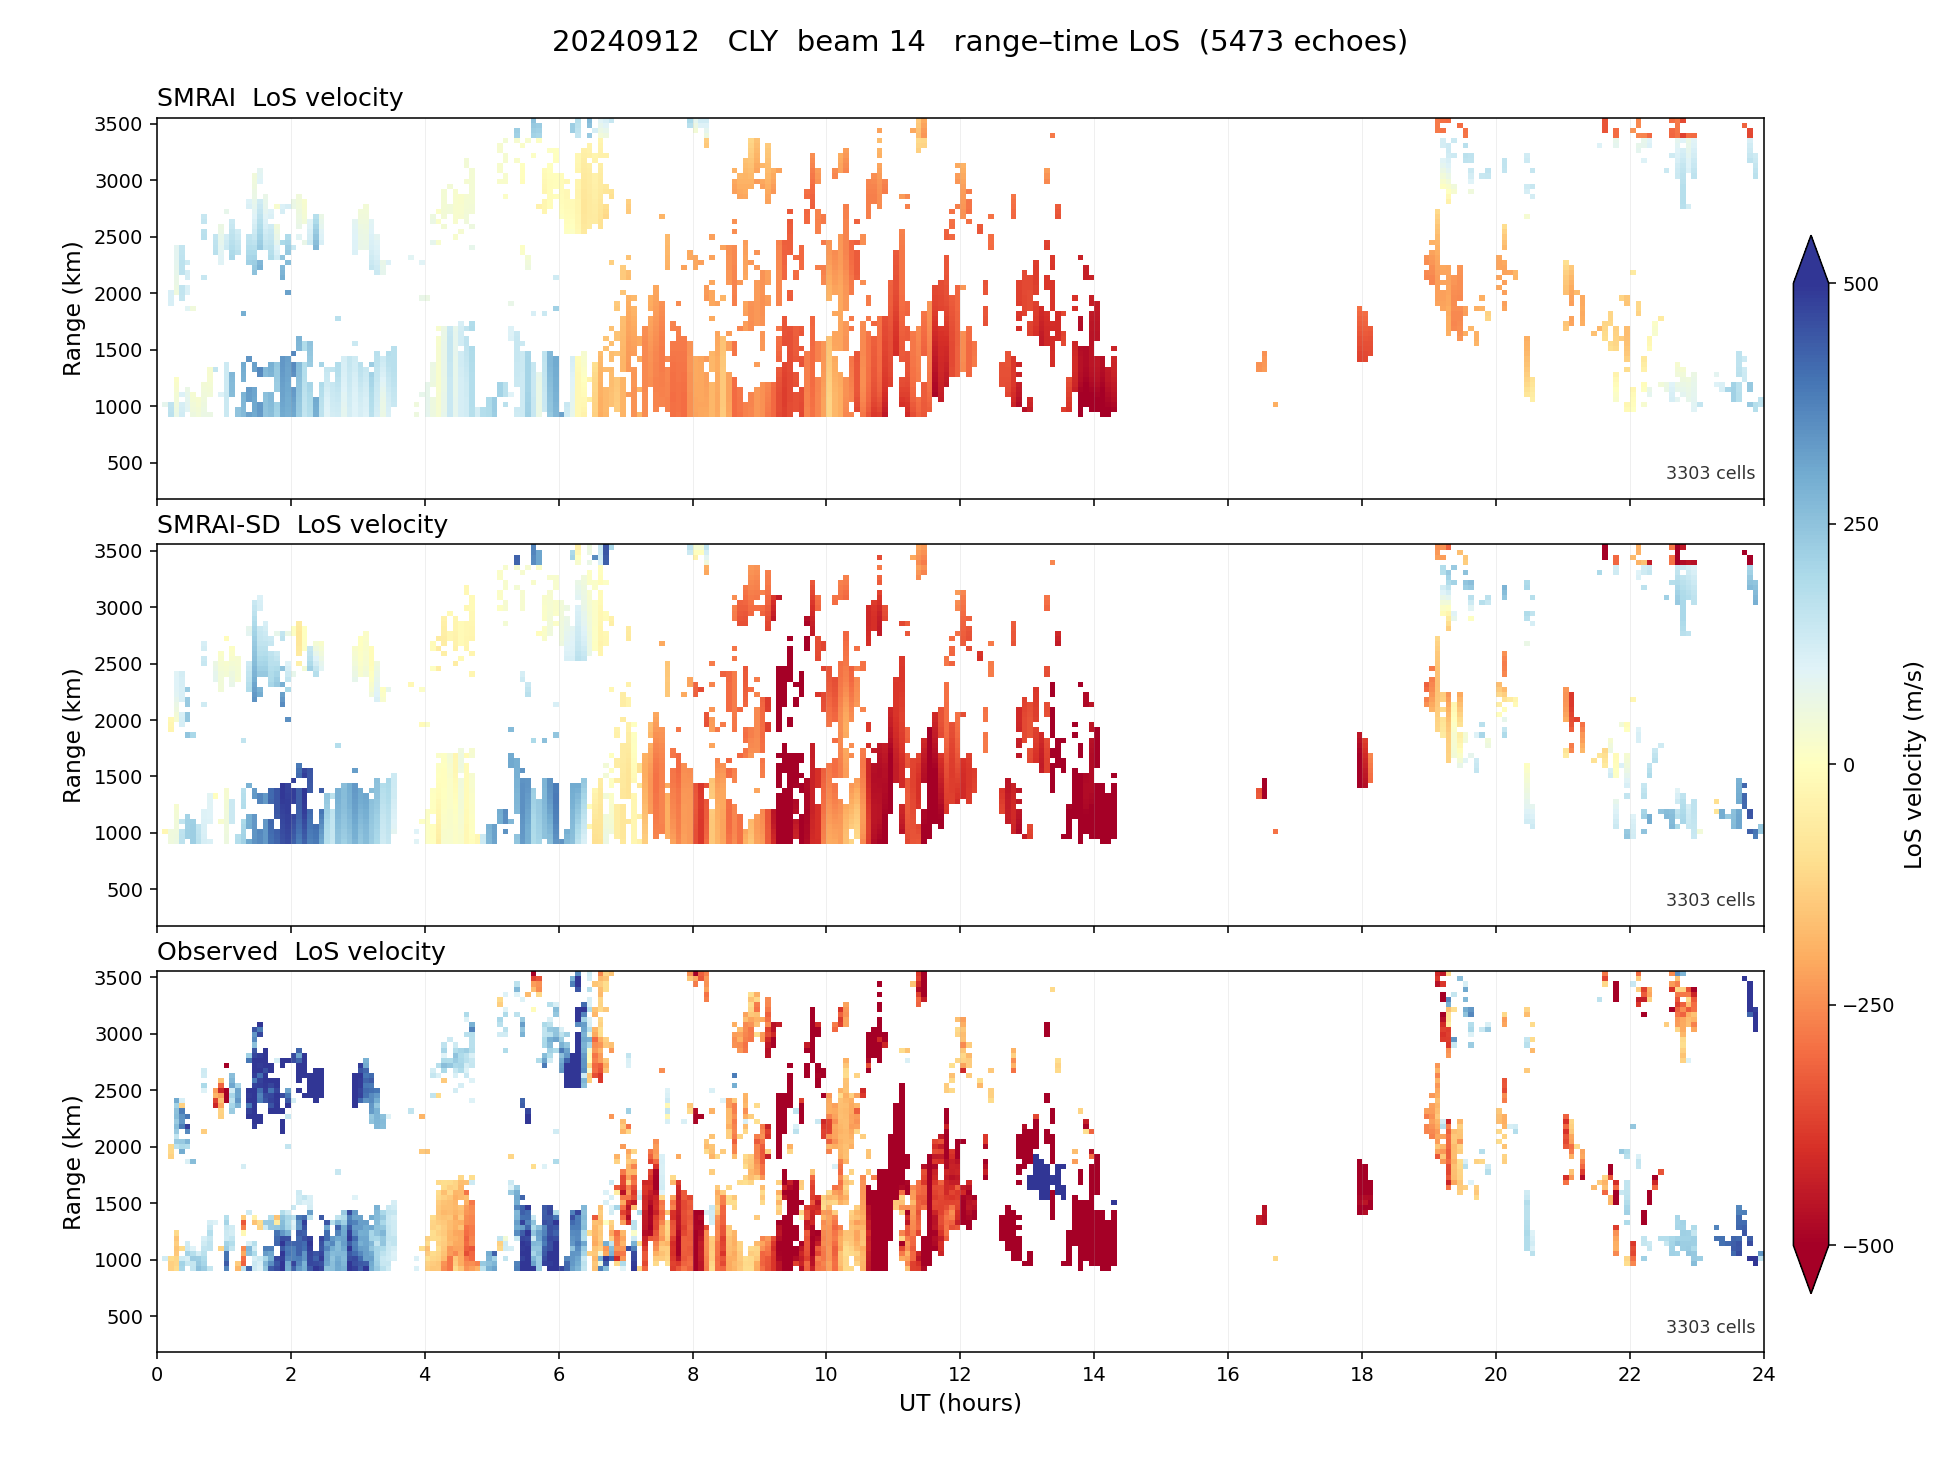 20240912   CLY  beam 14   range–time LoS  (5473 echoes)
SMRAI  LoS velocity
3500
3000
2500
2000
1500
1000
500
Range (km)
3303 cells
SMRAI-SD  LoS velocity
3500
3000
2500
2000
1500
1000
500
Range (km)
3303 cells
Observed  LoS velocity
3500
3000
2500
2000
1500
1000
500
Range (km)
3303 cells
0 2 4 6 8 10 12 14 16 18 20 22 24
UT (hours)
500
250
0
−250
−500
LoS velocity (m/s)